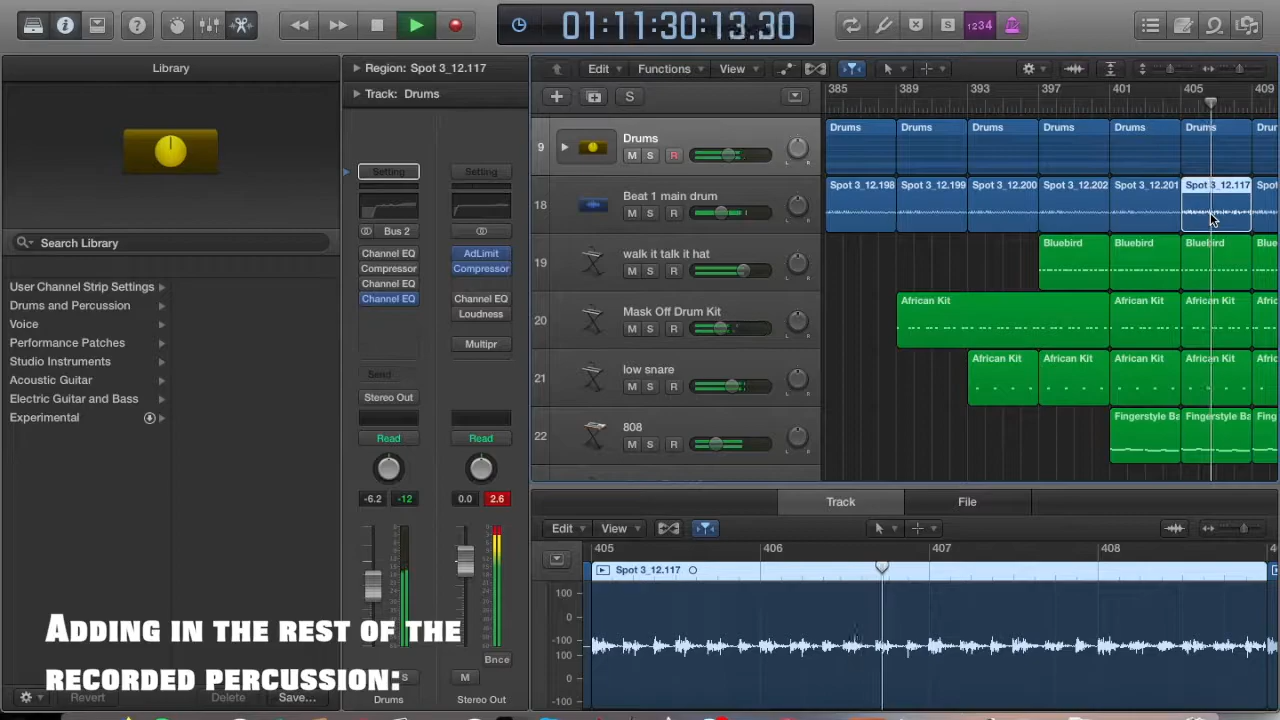 01:11:30:13.30
1234
Library
Region: Spot 3_12.117
Track: Drums
Edit
Functions
View
S
385
389
393
397
401
405
409
Search Library
User Channel Strip Settings
Drums and Percussion
Voice
Performance Patches
Studio Instruments
Acoustic Guitar
Electric Guitar and Bass
Experimental
Setting
Setting
Bus 2
Channel EQ
Compressor
Channel EQ
Channel EQ
AdLimit
Compressor
Channel EQ
Loudness
Multipr
Send
Stereo Out
Read
Read
-6.2
-12
0.0
2.6
Bnce
S
M
Drums
Stereo Out
9
Drums
M S R
18
Beat 1 main drum
M S R
19
walk it talk it hat
M S R
20
Mask Off Drum Kit
M S R
21
low snare
M S R
22
808
M S R
Drums
Drums
Drums
Drums
Drums
Drums
Spot 3_12.198
Spot 3_12.199
Spot 3_12.200
Spot 3_12.202
Spot 3_12.201
Spot 3_12.117
Spot
Bluebird
Bluebird
Bluebird
African Kit
African Kit
African Kit
African Kit
African Kit
African Kit
African Kit
Fingerstyle Ba
Fingerstyle Ba
Track
File
Edit
View
405
406
407
408
Spot 3_12.117
100
0
-100
100
0
-100
Adding in the rest of the
recorded percussion:
Revert
Delete
Save...